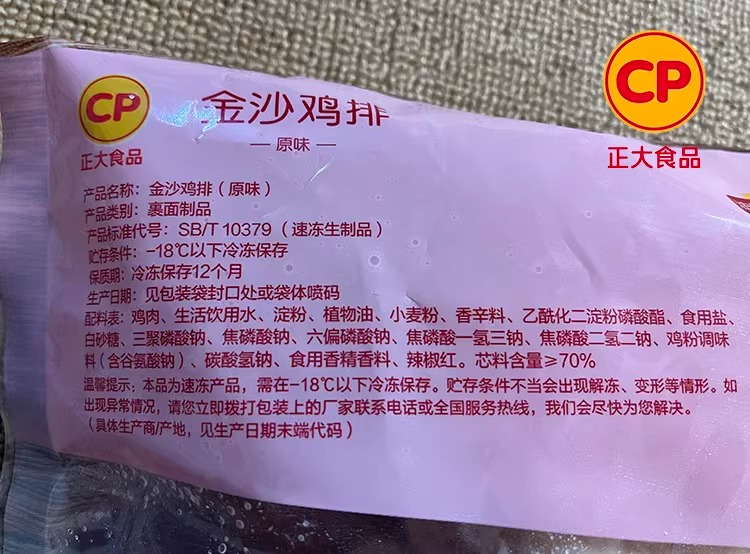 CP
正大食品
金沙鸡排
— 原味 —
CP
正大食品
产品名称：金沙鸡排（原味）
产品类别：裹面制品
产品标准代号：SB/T 10379（速冻生制品）
贮存条件：-18℃以下冷冻保存
保质期：冷冻保存12个月
生产日期：见包装袋封口处或袋体喷码
配料表：鸡肉、生活饮用水、淀粉、植物油、小麦粉、香辛料、乙酰化二淀粉磷酸酯、食用盐、
白砂糖、三聚磷酸钠、焦磷酸钠、六偏磷酸钠、焦磷酸一氢三钠、焦磷酸二氢二钠、鸡粉调味
料（含谷氨酸钠）、碳酸氢钠、食用香精香料、辣椒红。芯料含量≥70%
温馨提示：本品为速冻产品，需在-18℃以下冷冻保存。贮存条件不当会出现解冻、变形等情形。如
出现异常情况，请您立即拨打包装上的厂家联系电话或全国服务热线，我们会尽快为您解决。
（具体生产商/产地，见生产日期末端代码）